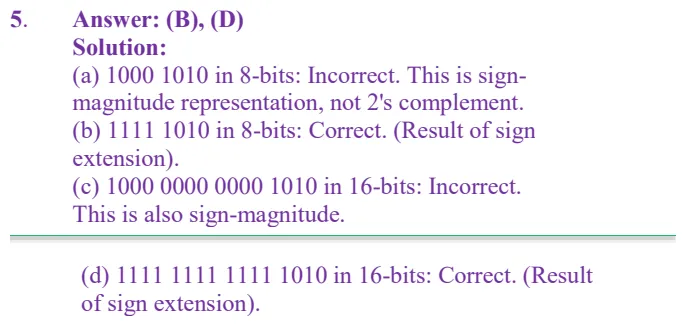 5. Answer: (B), (D)
Solution:
(a) 1000 1010 in 8-bits: Incorrect. This is sign-
magnitude representation, not 2's complement.
(b) 1111 1010 in 8-bits: Correct. (Result of sign
extension).
(c) 1000 0000 0000 1010 in 16-bits: Incorrect.
This is also sign-magnitude.
(d) 1111 1111 1111 1010 in 16-bits: Correct. (Result
of sign extension).